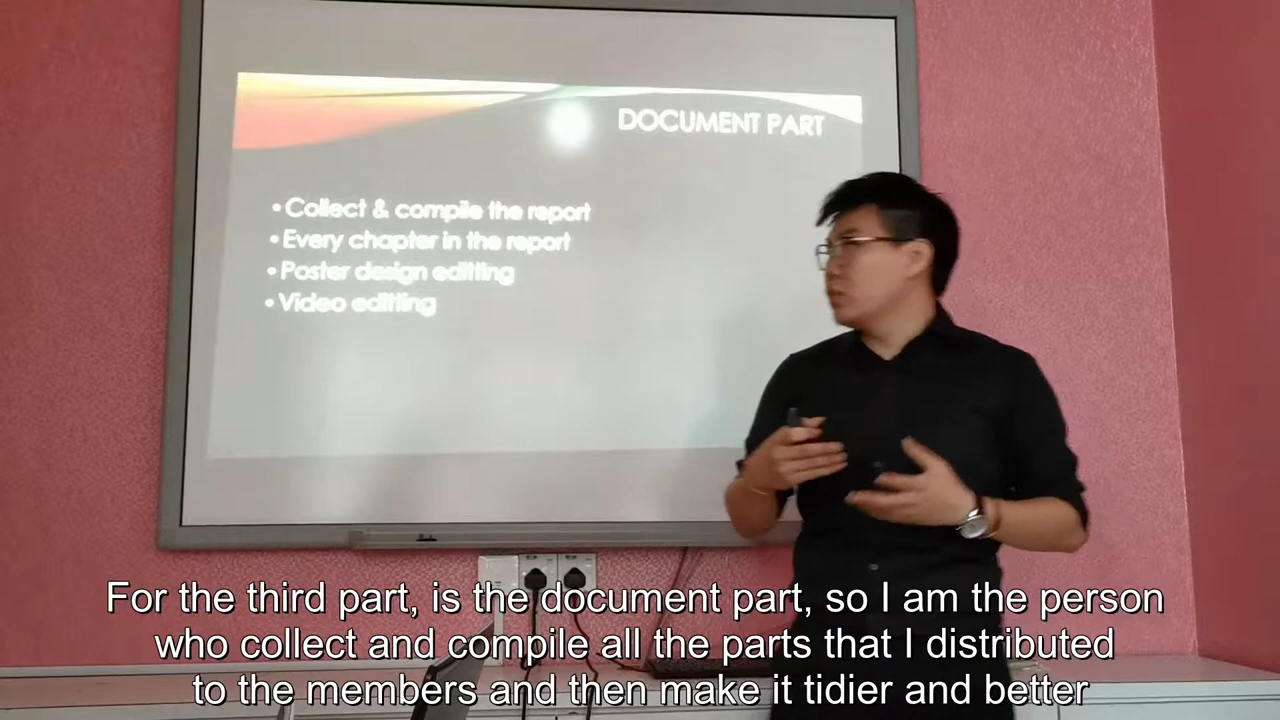 DOCUMENT PART
• Collect & compile the report
• Every chapter in the report
• Poster design editting
• Video editting
For the third part, is the document part, so I am the person
who collect and compile all the parts that I distributed
to the members and then make it tidier and better